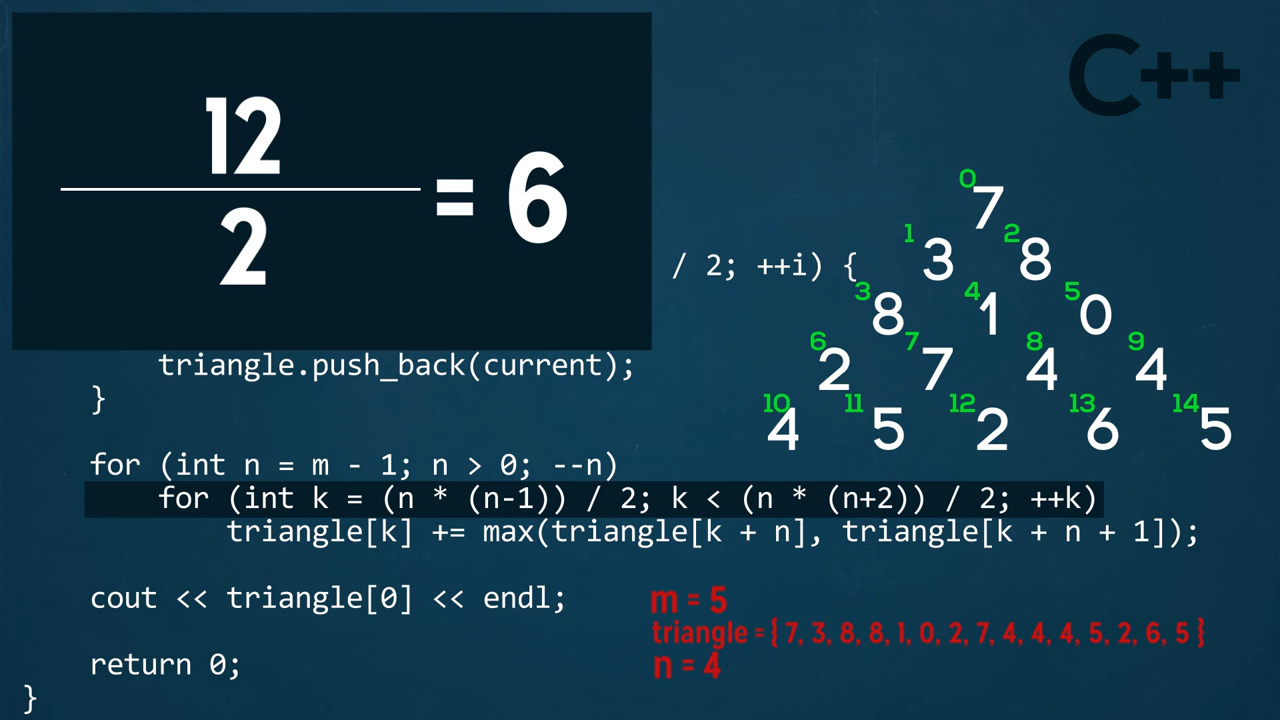 C++
12
2
= 6
/ 2; ++i) {
triangle.push_back(current);
}
for (int n = m - 1; n > 0; --n)
for (int k = (n * (n-1)) / 2; k < (n * (n+2)) / 2; ++k)
triangle[k] += max(triangle[k + n], triangle[k + n + 1]);
cout << triangle[0] << endl;
return 0;
}
0
7
1 2
3 8
3 4 5
8 1 0
6 7 8 9
2 7 4 4
10 11 12 13 14
4 5 2 6 5
m = 5
triangle = { 7, 3, 8, 8, 1, 0, 2, 7, 4, 4, 4, 5, 2, 6, 5 }
n = 4